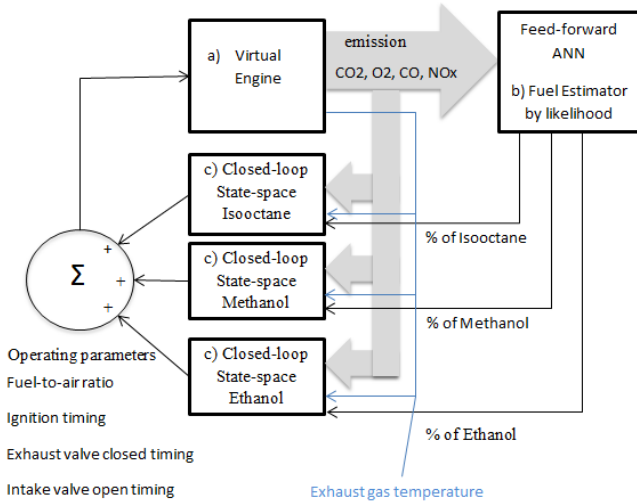 a) Virtual
Engine
emission
CO2, O2, CO, NOx
Feed-forward
ANN
b) Fuel Estimator
by likelihood
c) Closed-loop
State-space
Isooctane
% of Isooctane
c) Closed-loop
State-space
Methanol
% of Methanol
c) Closed-loop
State-space
Ethanol
% of Ethanol
+
Σ
+
+
Operating parameters
Fuel-to-air ratio
Ignition timing
Exhaust valve closed timing
Intake valve open timing
Exhaust gas temperature